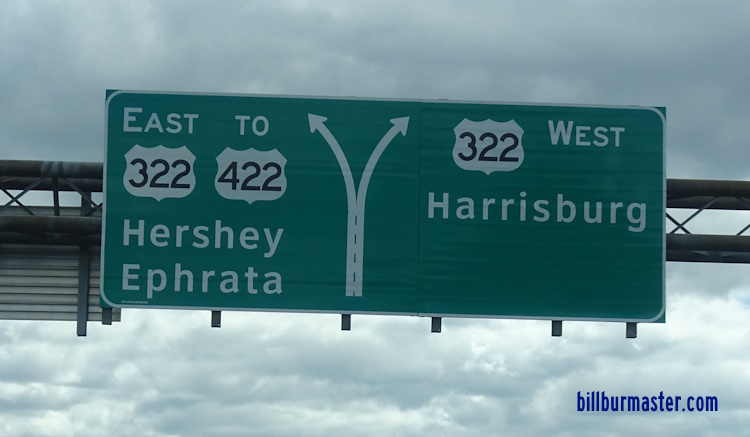 EAST TO
322 422
Hershey
Ephrata
322 WEST
Harrisburg
billburmaster.com